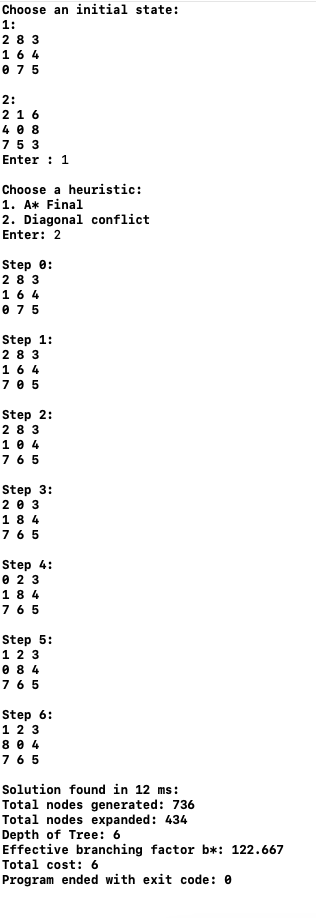 Choose an initial state:
1:
2 8 3
1 6 4
0 7 5
2:
2 1 6
4 0 8
7 5 3
Enter : 1
Choose a heuristic:
1. A* Final
2. Diagonal conflict
Enter: 2
Step 0:
2 8 3
1 6 4
0 7 5
Step 1:
2 8 3
1 6 4
7 0 5
Step 2:
2 8 3
1 0 4
7 6 5
Step 3:
2 0 3
1 8 4
7 6 5
Step 4:
0 2 3
1 8 4
7 6 5
Step 5:
1 2 3
0 8 4
7 6 5
Step 6:
1 2 3
8 0 4
7 6 5
Solution found in 12 ms:
Total nodes generated: 736
Total nodes expanded: 434
Depth of Tree: 6
Effective branching factor b*: 122.667
Total cost: 6
Program ended with exit code: 0